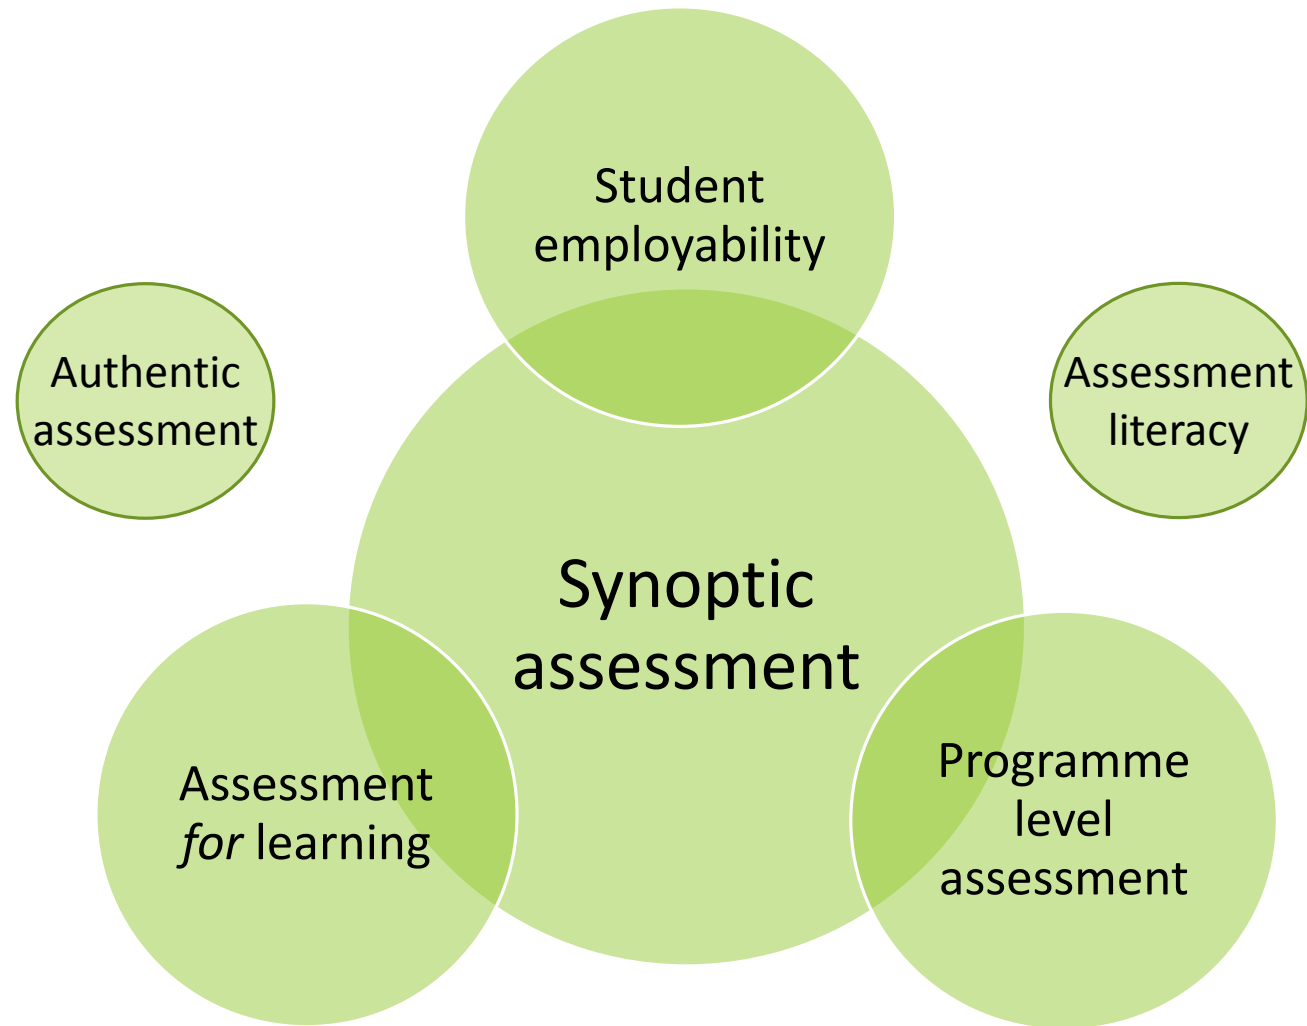 Student
employability
Authentic
assessment
Assessment
literacy
Synoptic
assessment
Assessment
for learning
Programme
level
assessment